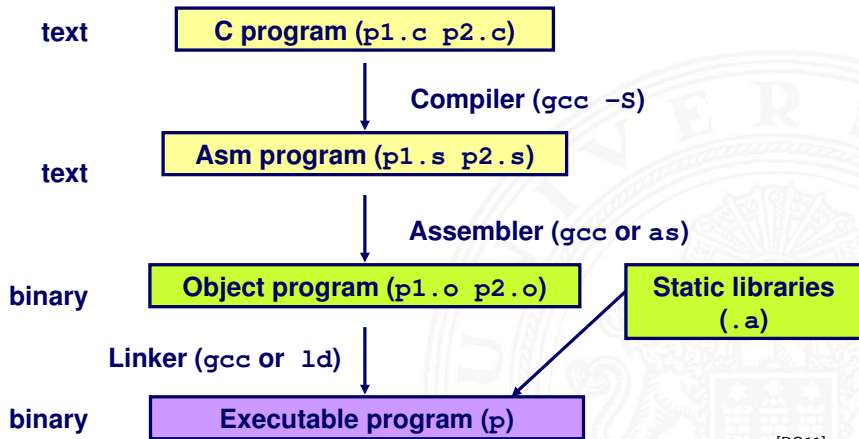 text C program (p1.c p2.c)
Compiler (gcc –S)
text Asm program (p1.s p2.s)
Assembler (gcc or as)
binary Object program (p1.o p2.o) Static libraries
(.a)
Linker (gcc or ld)
binary Executable program (p)
U N I V E R